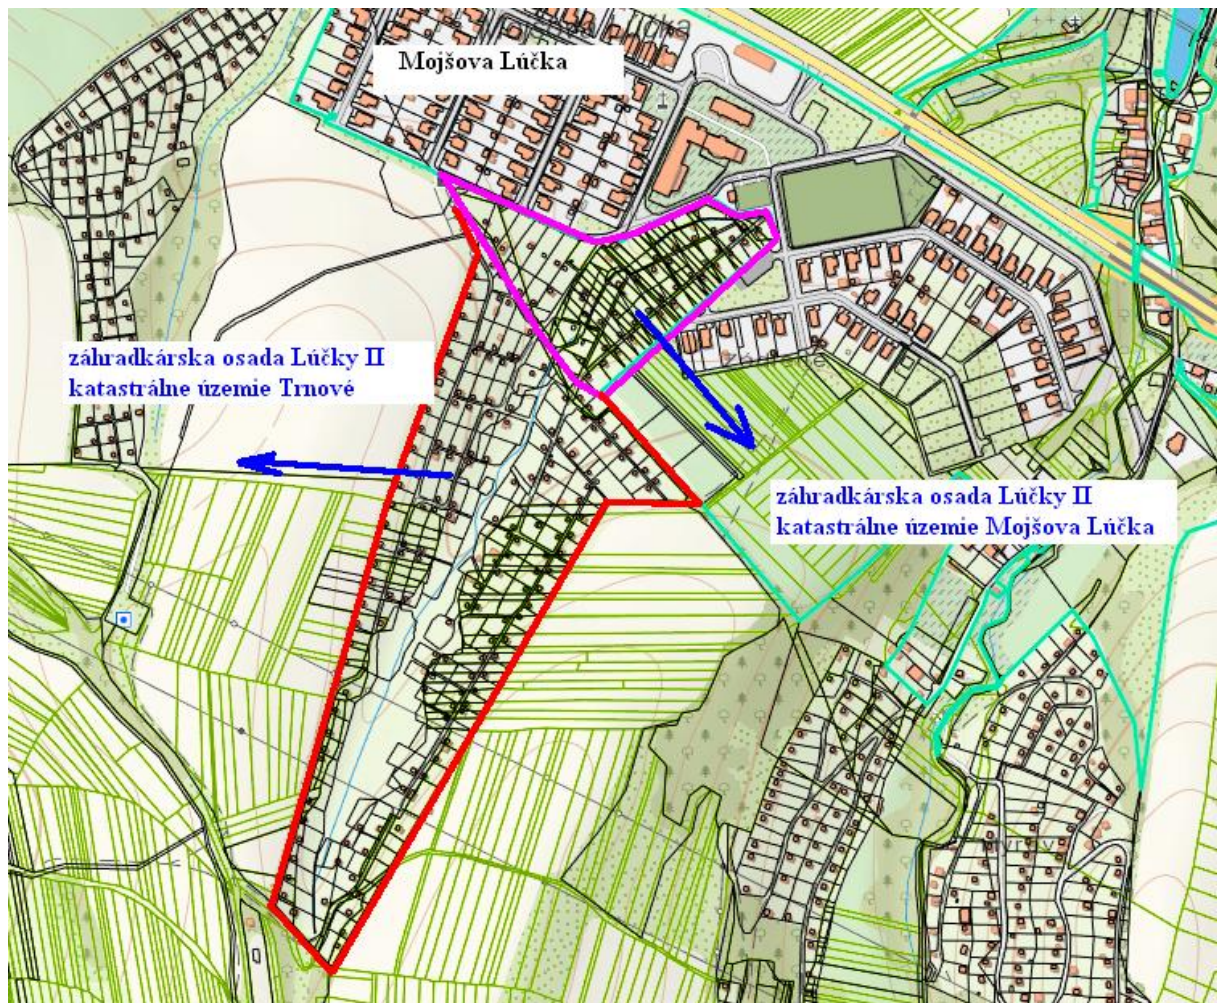 Mojšova Lúčka
záhradkárska osada Lúčky II
katastrálne územie Trnové
záhradkárska osada Lúčky II
katastrálne územie Mojšova Lúčka